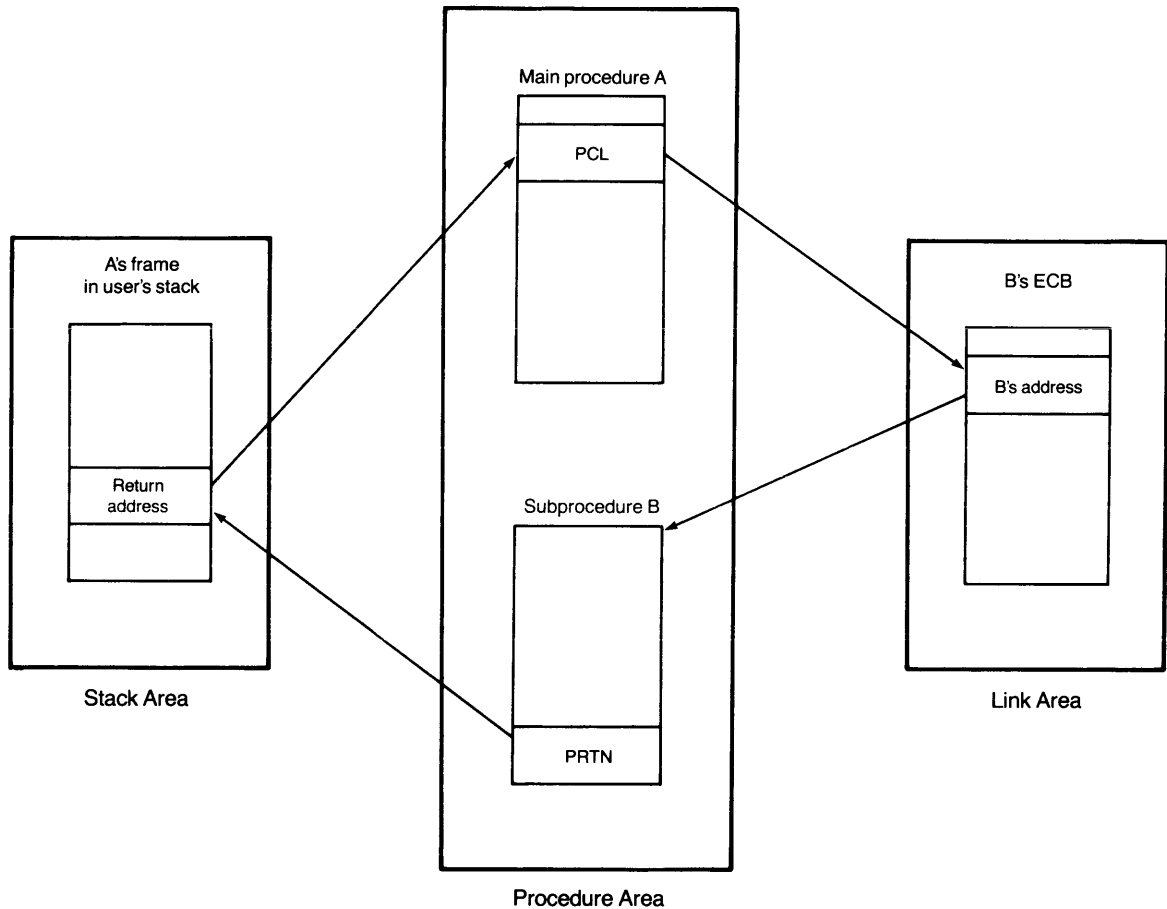 Main procedure A
PCL
A's frame
in user's stack
Return
address
Stack Area
B's ECB
B's address
Link Area
Subprocedure B
PRTN
Procedure Area